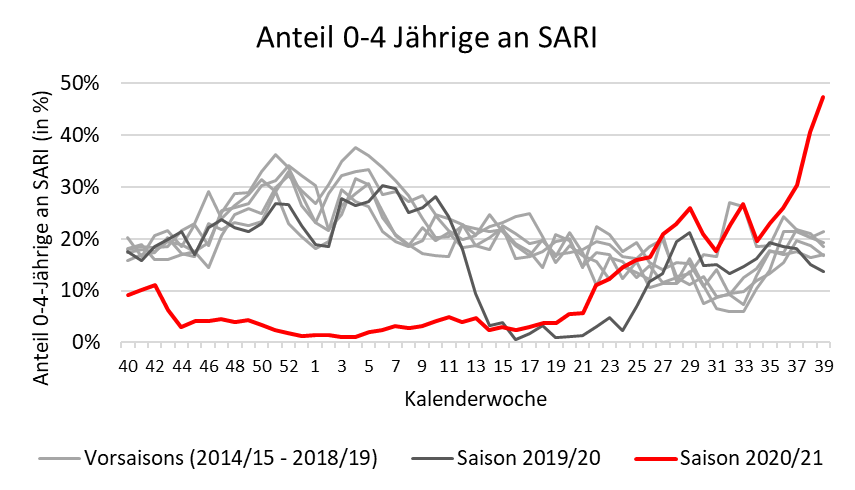 Anteil 0-4 Jährige an SARI
Anteil 0-4-Jährige an SARI (in %)
50%
40%
30%
20%
10%
0%
40 42 44 46 48 50 52 1 3 5 7 9 11 13 15 17 19 21 23 25 27 29 31 33 35 37 39
Kalenderwoche
Vorsaisons (2014/15 - 2018/19) Saison 2019/20 Saison 2020/21